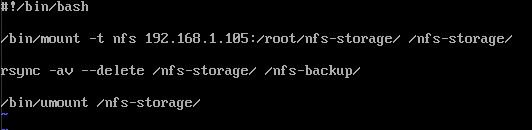 #!/bin/bash
/bin/mount -t nfs 192.168.1.105:/root/nfs-storage/ /nfs-storage/
rsync -av --delete /nfs-storage/ /nfs-backup/
/bin/umount /nfs-storage/
~